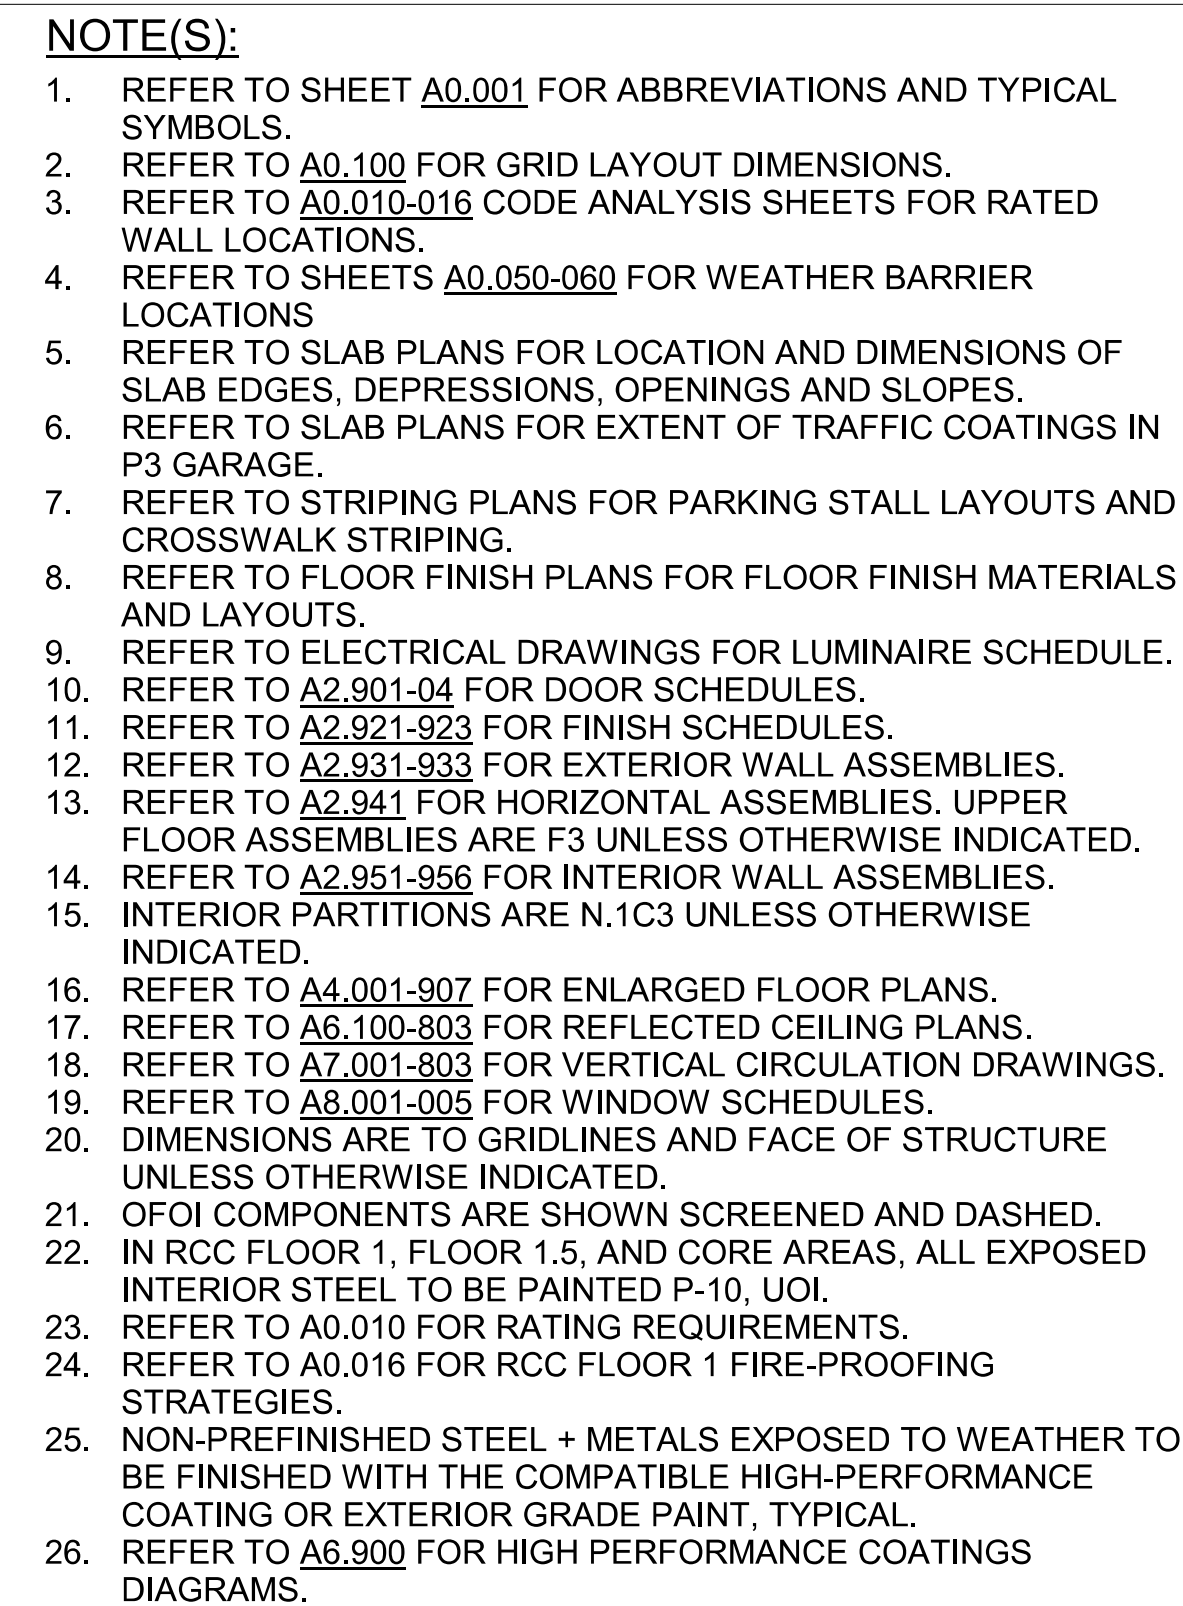 NOTE(S):
1. REFER TO SHEET A0.001 FOR ABBREVIATIONS AND TYPICAL
SYMBOLS.
2. REFER TO A0.100 FOR GRID LAYOUT DIMENSIONS.
3. REFER TO A0.010-016 CODE ANALYSIS SHEETS FOR RATED
WALL LOCATIONS.
4. REFER TO SHEETS A0.050-060 FOR WEATHER BARRIER
LOCATIONS
5. REFER TO SLAB PLANS FOR LOCATION AND DIMENSIONS OF
SLAB EDGES, DEPRESSIONS, OPENINGS AND SLOPES.
6. REFER TO SLAB PLANS FOR EXTENT OF TRAFFIC COATINGS IN
P3 GARAGE.
7. REFER TO STRIPING PLANS FOR PARKING STALL LAYOUTS AND
CROSSWALK STRIPING.
8. REFER TO FLOOR FINISH PLANS FOR FLOOR FINISH MATERIALS
AND LAYOUTS.
9. REFER TO ELECTRICAL DRAWINGS FOR LUMINAIRE SCHEDULE.
10. REFER TO A2.901-04 FOR DOOR SCHEDULES.
11. REFER TO A2.921-923 FOR FINISH SCHEDULES.
12. REFER TO A2.931-933 FOR EXTERIOR WALL ASSEMBLIES.
13. REFER TO A2.941 FOR HORIZONTAL ASSEMBLIES. UPPER
FLOOR ASSEMBLIES ARE F3 UNLESS OTHERWISE INDICATED.
14. REFER TO A2.951-956 FOR INTERIOR WALL ASSEMBLIES.
15. INTERIOR PARTITIONS ARE N.1C3 UNLESS OTHERWISE
INDICATED.
16. REFER TO A4.001-907 FOR ENLARGED FLOOR PLANS.
17. REFER TO A6.100-803 FOR REFLECTED CEILING PLANS.
18. REFER TO A7.001-803 FOR VERTICAL CIRCULATION DRAWINGS.
19. REFER TO A8.001-005 FOR WINDOW SCHEDULES.
20. DIMENSIONS ARE TO GRIDLINES AND FACE OF STRUCTURE
UNLESS OTHERWISE INDICATED.
21. OFOI COMPONENTS ARE SHOWN SCREENED AND DASHED.
22. IN RCC FLOOR 1, FLOOR 1.5, AND CORE AREAS, ALL EXPOSED
INTERIOR STEEL TO BE PAINTED P-10, UOI.
23. REFER TO A0.010 FOR RATING REQUIREMENTS.
24. REFER TO A0.016 FOR RCC FLOOR 1 FIRE-PROOFING
STRATEGIES.
25. NON-PREFINISHED STEEL + METALS EXPOSED TO WEATHER TO
BE FINISHED WITH THE COMPATIBLE HIGH-PERFORMANCE
COATING OR EXTERIOR GRADE PAINT, TYPICAL.
26. REFER TO A6.900 FOR HIGH PERFORMANCE COATINGS
DIAGRAMS.